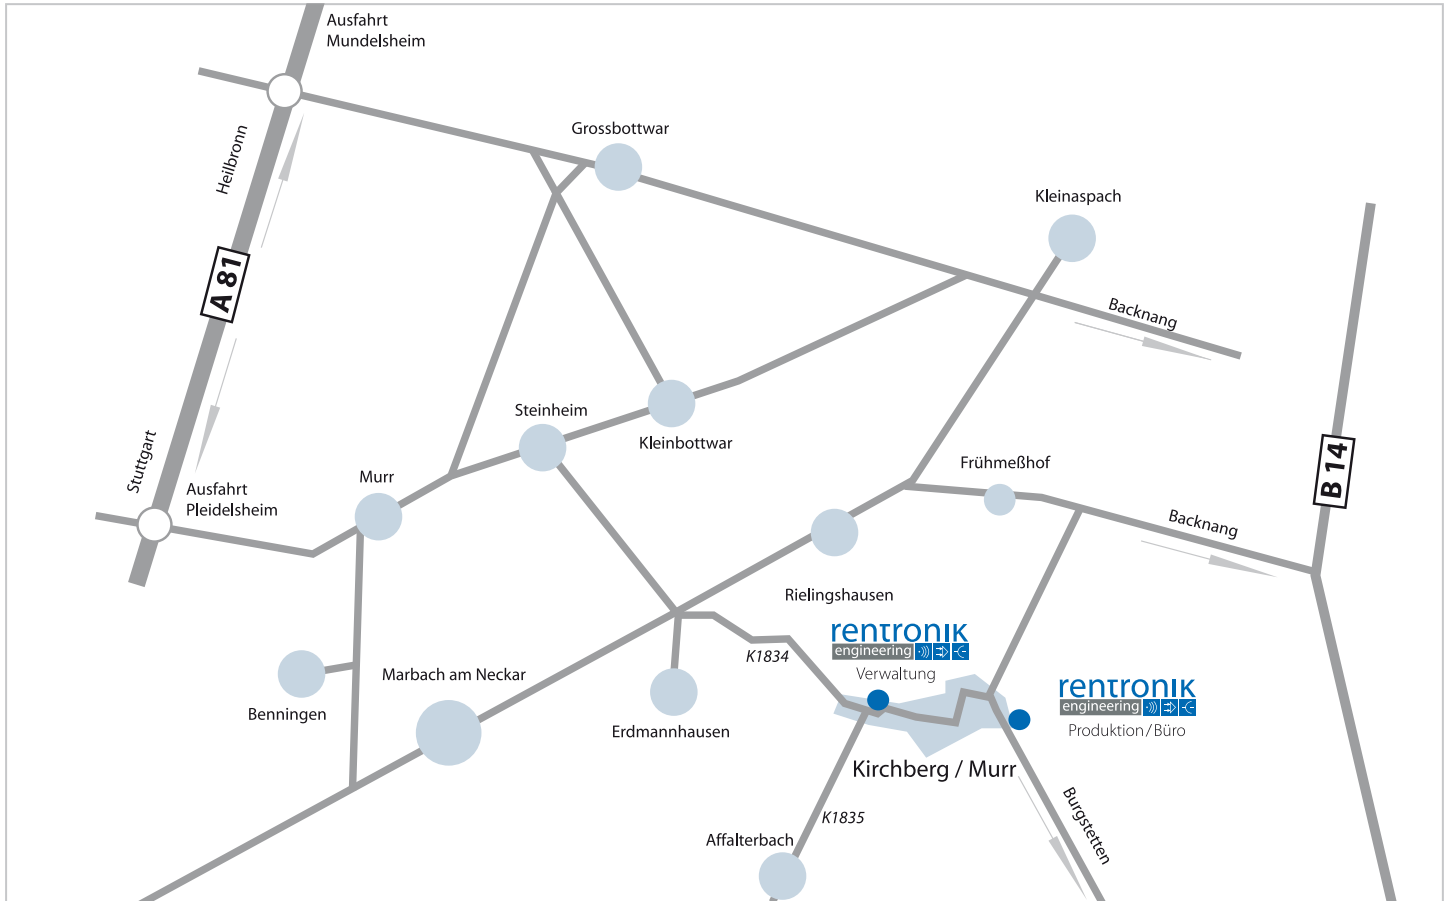 Ausfahrt
Mundelsheim
Grossbottwar
Heilbronn
Kleinaspach
A 81
Backnang
Steinheim
Kleinbottwar
Stuttgart
Murr
Frühmeßhof
B 14
Ausfahrt
Pleidelsheim
Backnang
Rielingshausen
rentronik
engineering
Verwaltung
K1834
Marbach am Neckar
rentronik
engineering
Produktion/Büro
Benningen
Erdmannhausen
Kirchberg / Murr
K1835
Burgstetten
Affalterbach